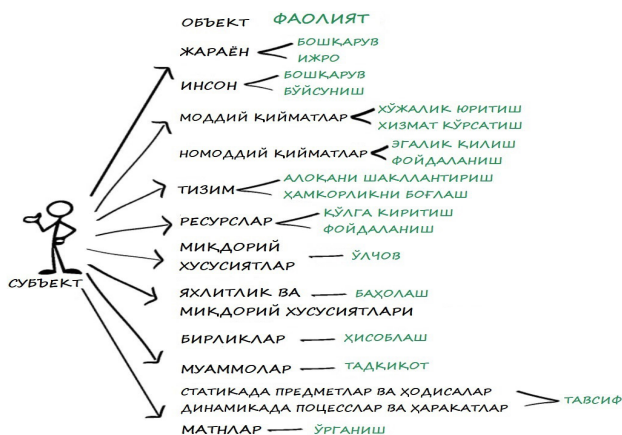 ОБЪЕКТ ФАОЛИЯТ
ЖАРАЁН БОШҚАРУВ
ИЖРО
ИНСОН БОШҚАРУВ
БЎЙСУНИШ
МОДДИЙ ҚИЙМАТЛАР ХЎЖАЛИК ЮРИТИШ
ХИЗМАТ КЎРСАТИШ
НОМОДДИЙ ҚИЙМАТЛАР ЭГАЛИК ҚИЛИШ
ФОЙДАЛАНИШ
ТИЗИМ АЛОҚАНИ ШАКЛЛАНТИРИШ
ҲАМКОРЛИКНИ БОҒЛАШ
РЕСУРСЛАР ҚЎЛГА КИРИТИШ
ФОЙДАЛАНИШ
МИҚДОРИЙ
ХУСУСИЯТЛАР ЎЛЧОВ
СУБЪЕКТ
ЯХЛИТЛИК ВА БАҲОЛАШ
МИҚДОРИЙ ХУСУСИЯТЛАРИ
БИРЛИКЛАР ҲИСОБЛАШ
МУАММОЛАР ТАДҚИҚОТ
СТАТИКАДА ПРЕДМЕТЛАР ВА ҲОДИСАЛАР
ДИНАМИКАДА ПОЦЕССЛАР ВА ҲАРАКАТЛАР ТАВСИФ
МАТНЛАР ЎРГАНИШ